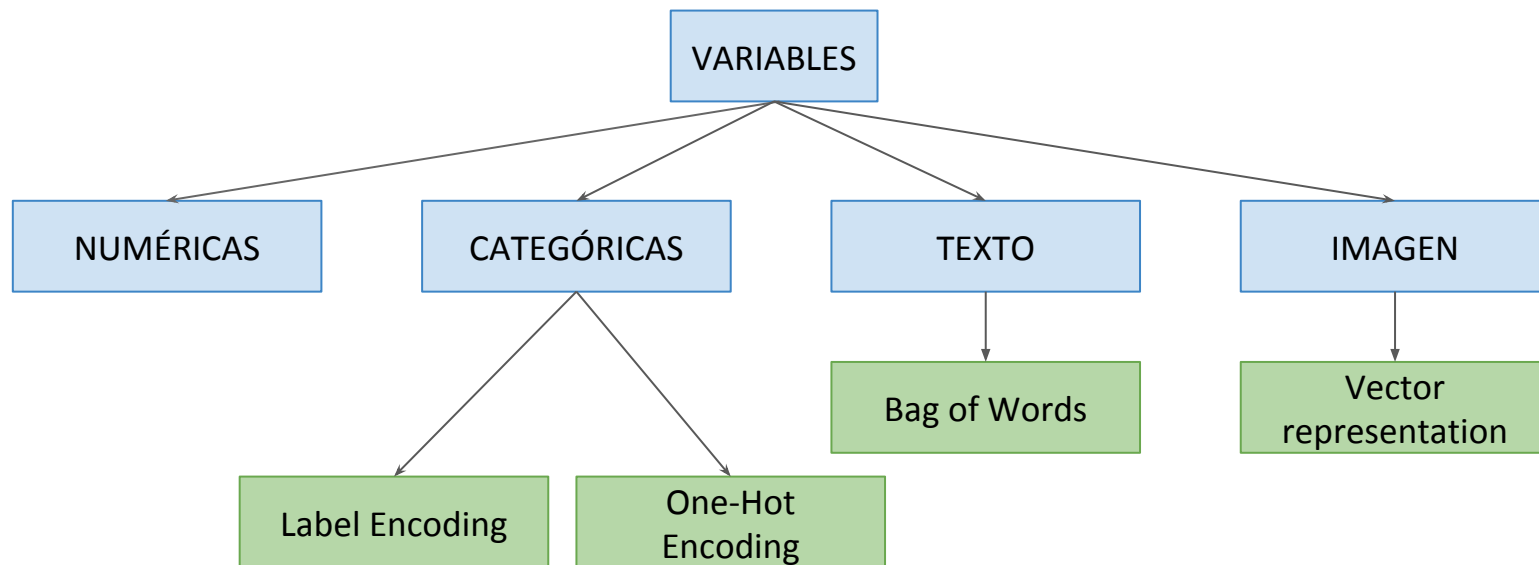 VARIABLES
NUMÉRICAS
CATEGÓRICAS
TEXTO
IMAGEN
Bag of Words
Vector
representation
Label Encoding
One-Hot
Encoding